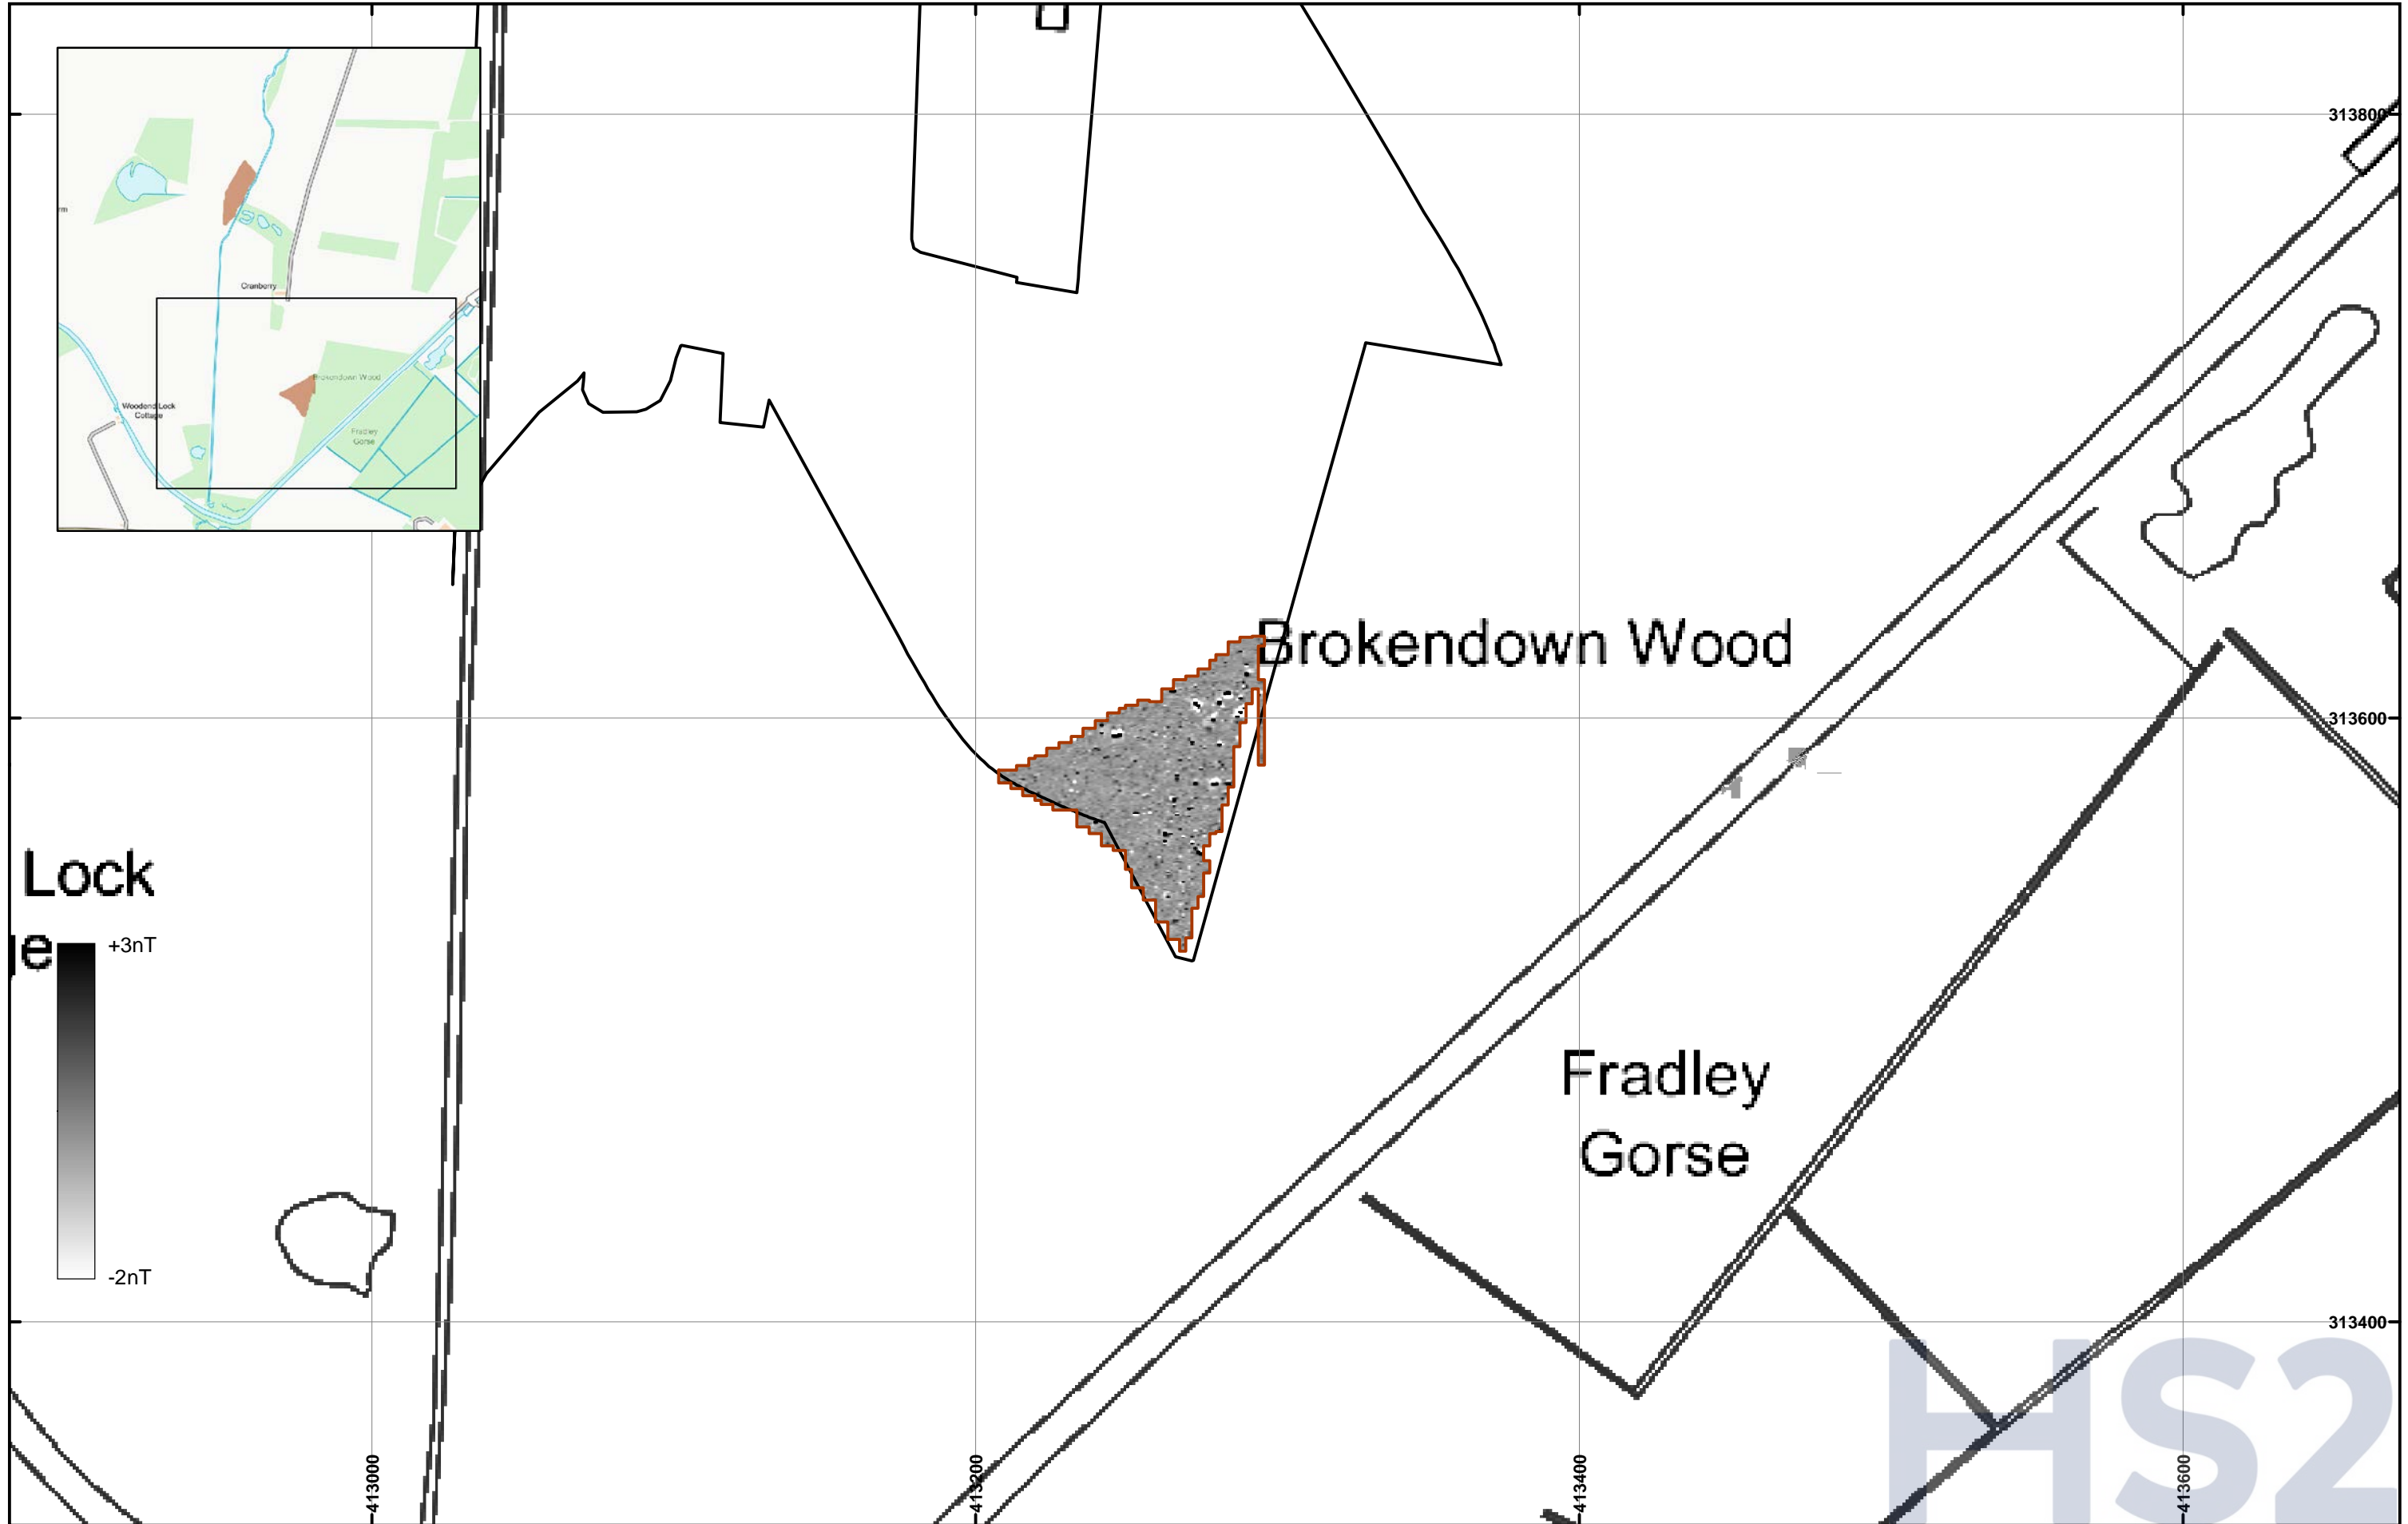 313800
rm
Cranberry
Brokendown Wood
Woodend Lock
Cottage
Fradley
Gorse
Brokendown Wood
313600
Lock
e
+3nT
-2nT
Fradley
Gorse
313400
HS2
413000
413200
413400
413600